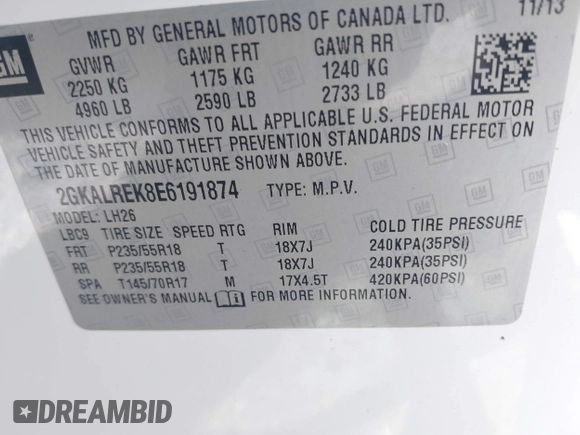 11/13
GM ®
MFD BY GENERAL MOTORS OF CANADA LTD.
GVWR GAWR FRT GAWR RR
2250 KG 1175 KG 1240 KG
4960 LB 2590 LB 2733 LB
THIS VEHICLE CONFORMS TO ALL APPLICABLE U.S. FEDERAL MOTOR
VEHICLE SAFETY AND THEFT PREVENTION STANDARDS IN EFFECT ON
THE DATE OF MANUFACTURE SHOWN ABOVE.
2GKALREK8E6191874 TYPE: M.P.V.
MODEL: LH26
LBC9 TIRE SIZE SPEED RTG RIM COLD TIRE PRESSURE
FRT P235/55R18 T 18X7J 240KPA(35PSI)
RR P235/55R18 T 18X7J 240KPA(35PSI)
SPA T145/70R17 M 17X4.5T 420KPA(60PSI)
SEE OWNER'S MANUAL FOR MORE INFORMATION.
DREAMBID